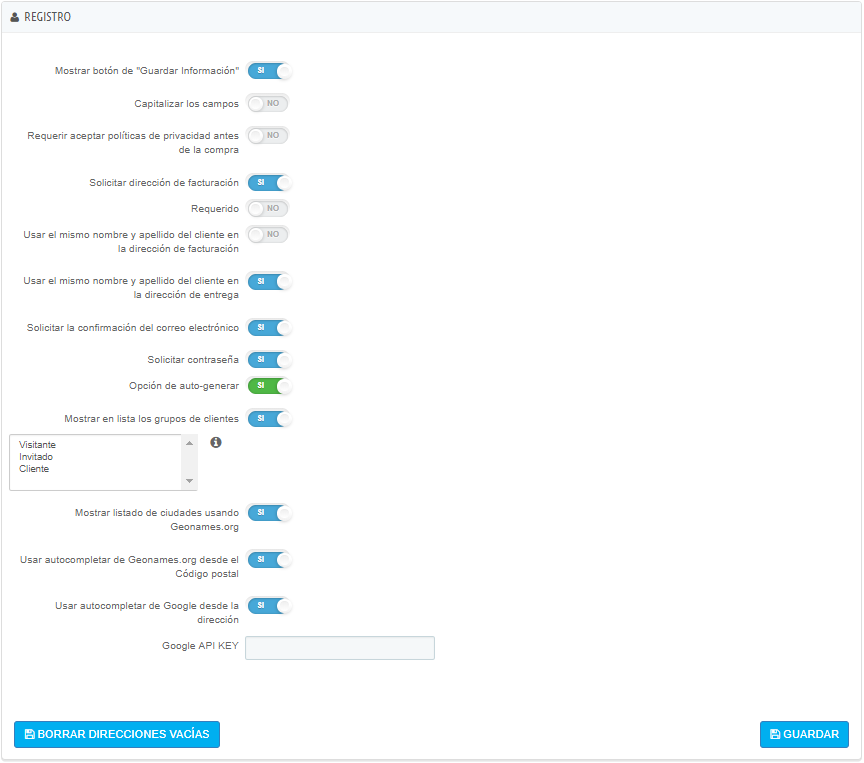 REGISTRO
Mostrar botón de "Guardar Información" SI
Capitalizar los campos NO
Requerir aceptar políticas de privacidad antes NO
de la compra
Solicitar dirección de facturación SI
Requerido NO
Usar el mismo nombre y apellido del cliente en NO
la dirección de facturación
Usar el mismo nombre y apellido del cliente en SI
la dirección de entrega
Solicitar la confirmación del correo electrónico SI
Solicitar contraseña SI
Opción de auto-generar SI
Mostrar en lista los grupos de clientes SI
Visitante
Invitado
Cliente
Mostrar listado de ciudades usando SI
Geonames.org
Usar autocompletar de Geonames.org desde el SI
Código postal
Usar autocompletar de Google desde la SI
dirección
Google API KEY
BORRAR DIRECCIONES VACÍAS GUARDAR